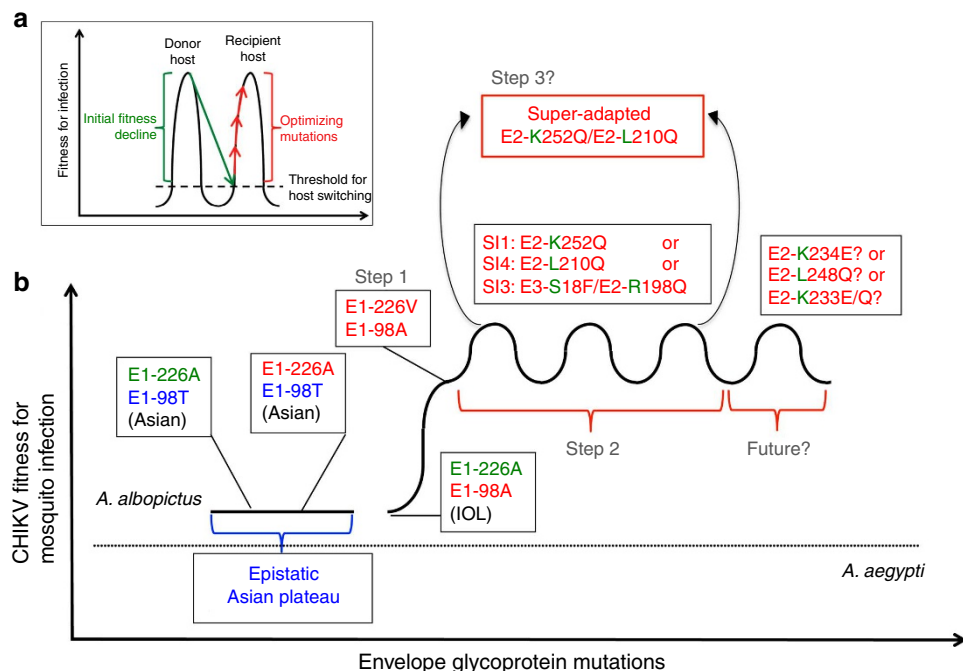 a
Donor
host
Recipient
host
Fitness for infection
Initial fitness
decline
Optimizing
mutations
Threshold for
host switching
Step 3?
Super-adapted
E2-K252Q/E2-L210Q
b
Step 1
E1-226V
E1-98A
SI1: E2-K252Q or
SI4: E2-L210Q or
SI3: E3-S18F/E2-R198Q
E2-K234E? or
E2-L248Q? or
E2-K233E/Q?
E1-226A
E1-98T
(Asian)
E1-226A
E1-98T
(Asian)
Step 2
Future?
E1-226A
E1-98A
(IOL)
A. albopictus
CHIKV fitness for
mosquito infection
Epistatic
Asian plateau
A. aegypti
Envelope glycoprotein mutations